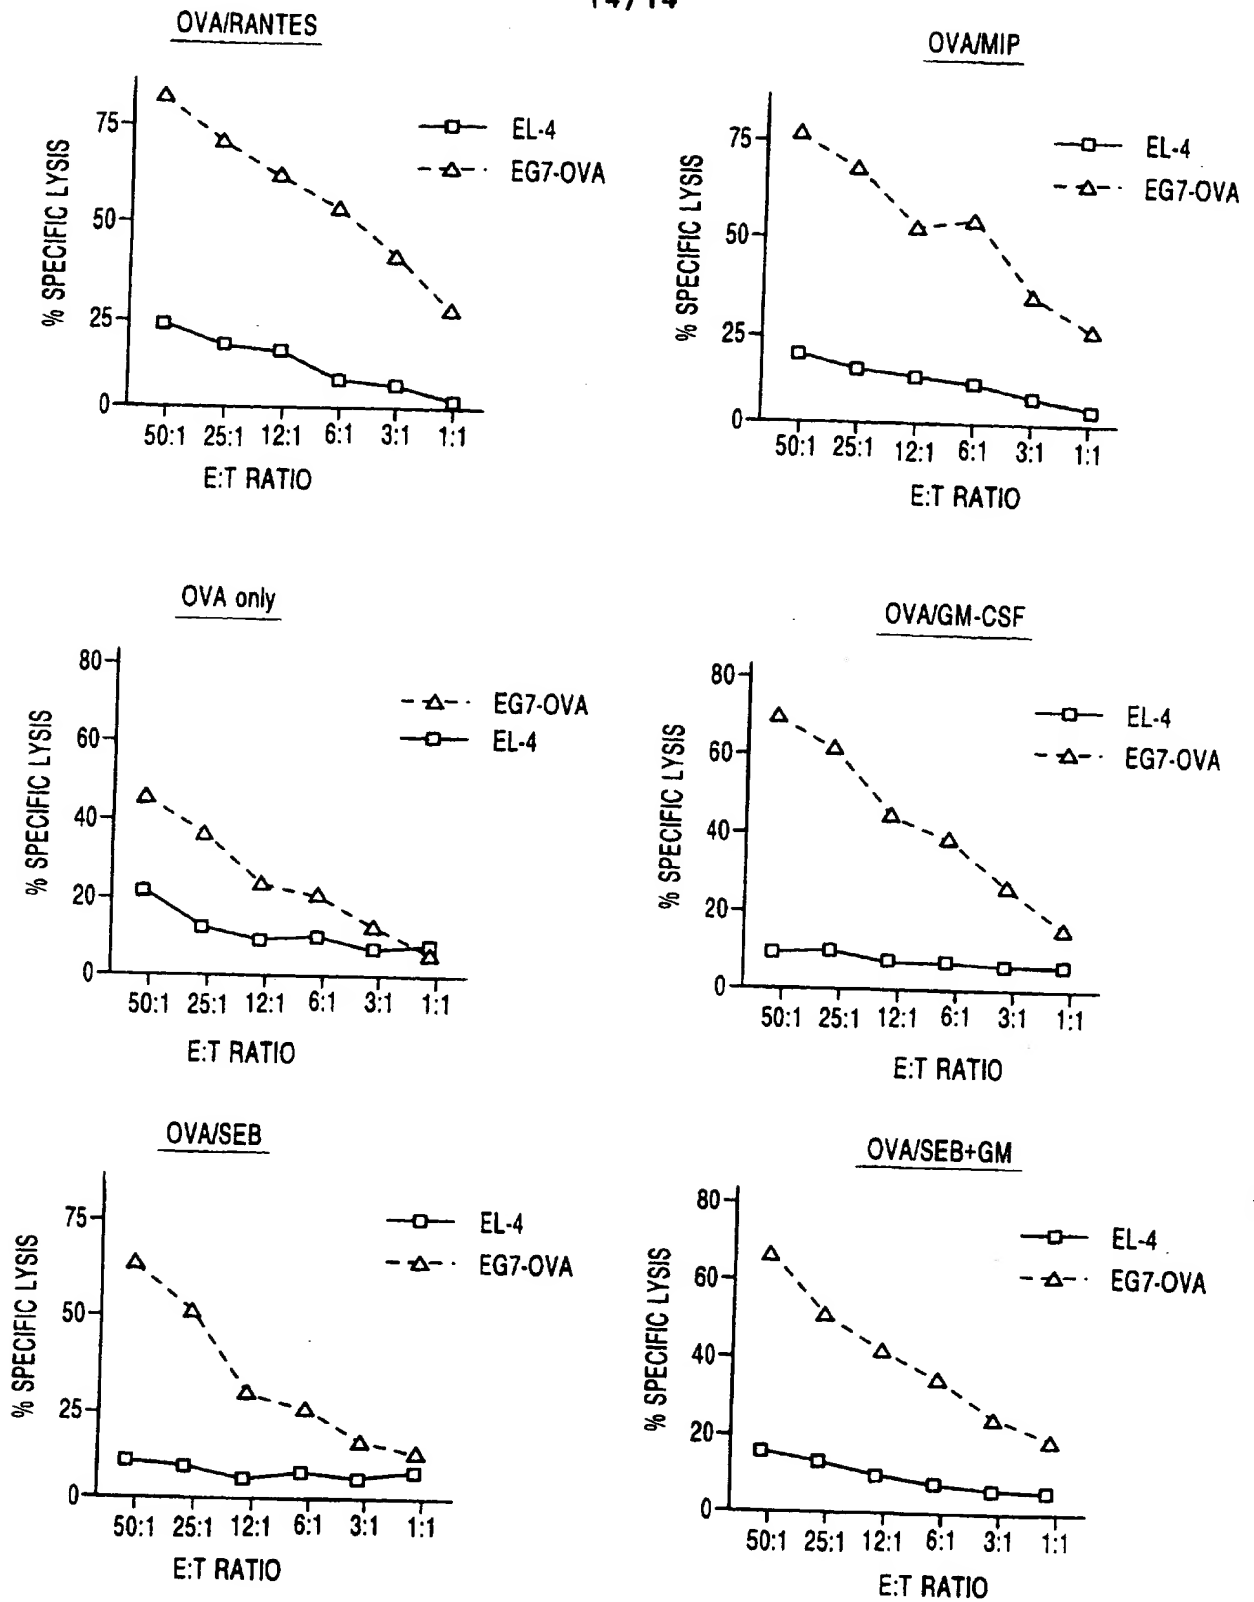 14/14
OVA/RANTES
% SPECIFIC LYSIS
75
50
25
0
EL-4
EG7-OVA
50:1 25:1 12:1 6:1 3:1 1:1
E:T RATIO
OVA/MIP
% SPECIFIC LYSIS
75
50
25
0
EL-4
EG7-OVA
50:1 25:1 12:1 6:1 3:1 1:1
E:T RATIO
OVA only
% SPECIFIC LYSIS
80
60
40
20
0
EG7-OVA
EL-4
50:1 25:1 12:1 6:1 3:1 1:1
E:T RATIO
OVA/GM-CSF
% SPECIFIC LYSIS
80
60
40
20
0
EL-4
EG7-OVA
50:1 25:1 12:1 6:1 3:1 1:1
E:T RATIO
OVA/SEB
% SPECIFIC LYSIS
75
50
25
0
EL-4
EG7-OVA
50:1 25:1 12:1 6:1 3:1 1:1
E:T RATIO
OVA/SEB+GM
% SPECIFIC LYSIS
80
60
40
20
0
EL-4
EG7-OVA
50:1 25:1 12:1 6:1 3:1 1:1
E:T RATIO